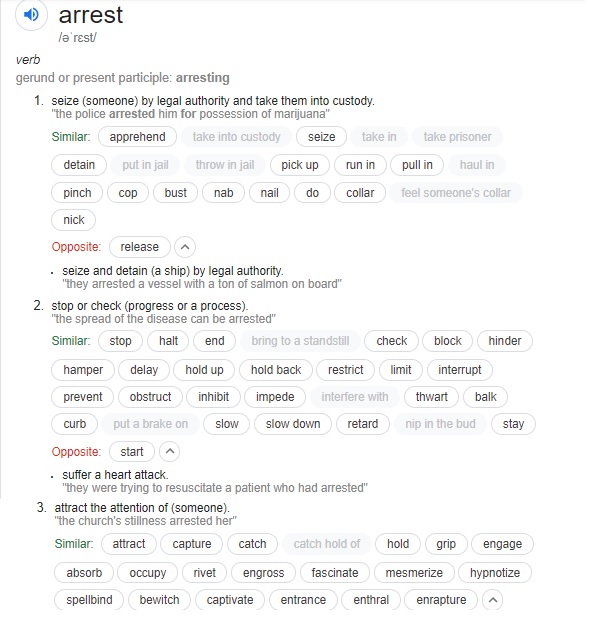 arrest
/əˈrɛst/
verb
gerund or present participle: arresting
1. seize (someone) by legal authority and take them into custody.
"the police arrested him for possession of marijuana"
Similar: apprehend take into custody seize take in take prisoner
detain put in jail throw in jail pick up run in pull in haul in
pinch cop bust nab nail do collar feel someone's collar
nick
Opposite: release
• seize and detain (a ship) by legal authority.
"they arrested a vessel with a ton of salmon on board"
2. stop or check (progress or a process).
"the spread of the disease can be arrested"
Similar: stop halt end bring to a standstill check block hinder
hamper delay hold up hold back restrict limit interrupt
prevent obstruct inhibit impede interfere with thwart balk
curb put a brake on slow slow down retard nip in the bud stay
Opposite: start
• suffer a heart attack.
"they were trying to resuscitate a patient who had arrested"
3. attract the attention of (someone).
"the church's stillness arrested her"
Similar: attract capture catch catch hold of hold grip engage
absorb occupy rivet engross fascinate mesmerize hypnotize
spellbind bewitch captivate entrance enthral enrapture